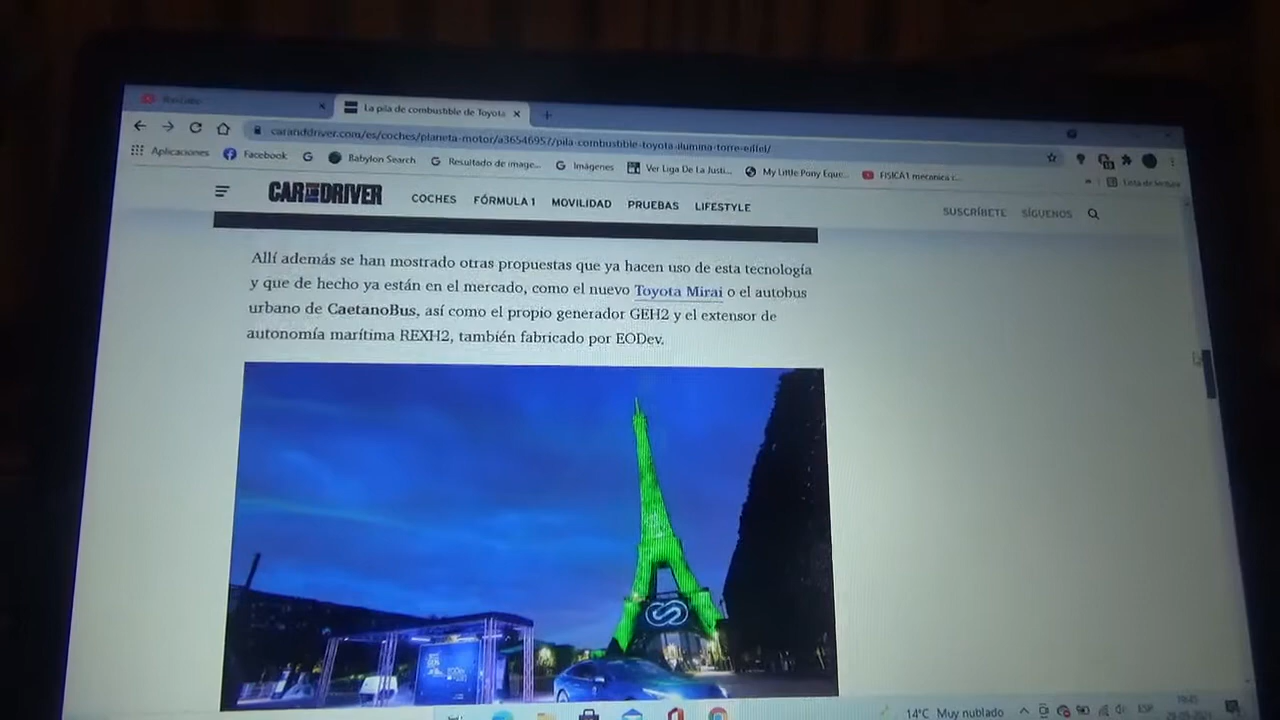 La pila de combustible de Toyota
caranddriver.com/es/coches/planeta-motor/a36546957/pila-combustible-toyota-ilumina-torre-eiffel/
Aplicaciones Facebook Babylon Search Resultado de image... Imágenes Ver Liga De La Justi... My Little Pony Eque... FISICA1 mecanica
Lista de lectura
CAR AND DRIVER COCHES FÓRMULA 1 MOVILIDAD PRUEBAS LIFESTYLE SUSCRÍBETE SÍGUENOS
Allí además se han mostrado otras propuestas que ya hacen uso de esta tecnología
y que de hecho ya están en el mercado, como el nuevo Toyota Mirai o el autobus
urbano de CaetanoBus, así como el propio generador GEH2 y el extensor de
autonomía marítima REXH2, también fabricado por EODev.
14°C Muy nublado ESP